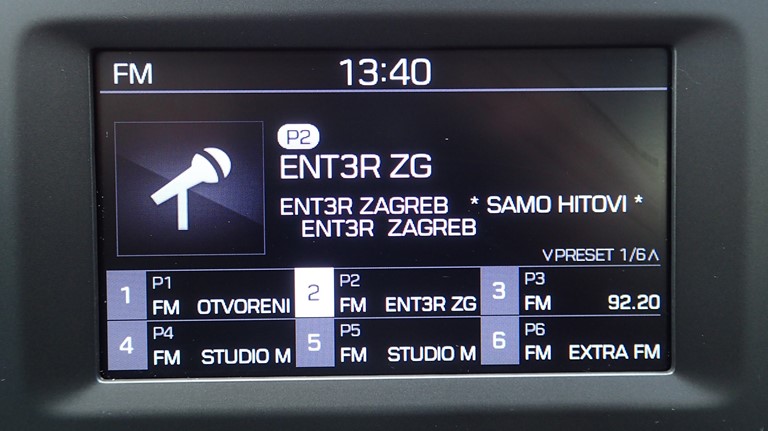 FM 13:40
P2
ENT3R ZG
ENT3R ZAGREB * SAMO HITOVI *
ENT3R ZAGREB
VPRESET 1/6Λ
1 P1 FM OTVORENI
2 P2 FM ENT3R ZG
3 P3 FM 92.20
4 P4 FM STUDIO M
5 P5 FM STUDIO M
6 P6 FM EXTRA FM